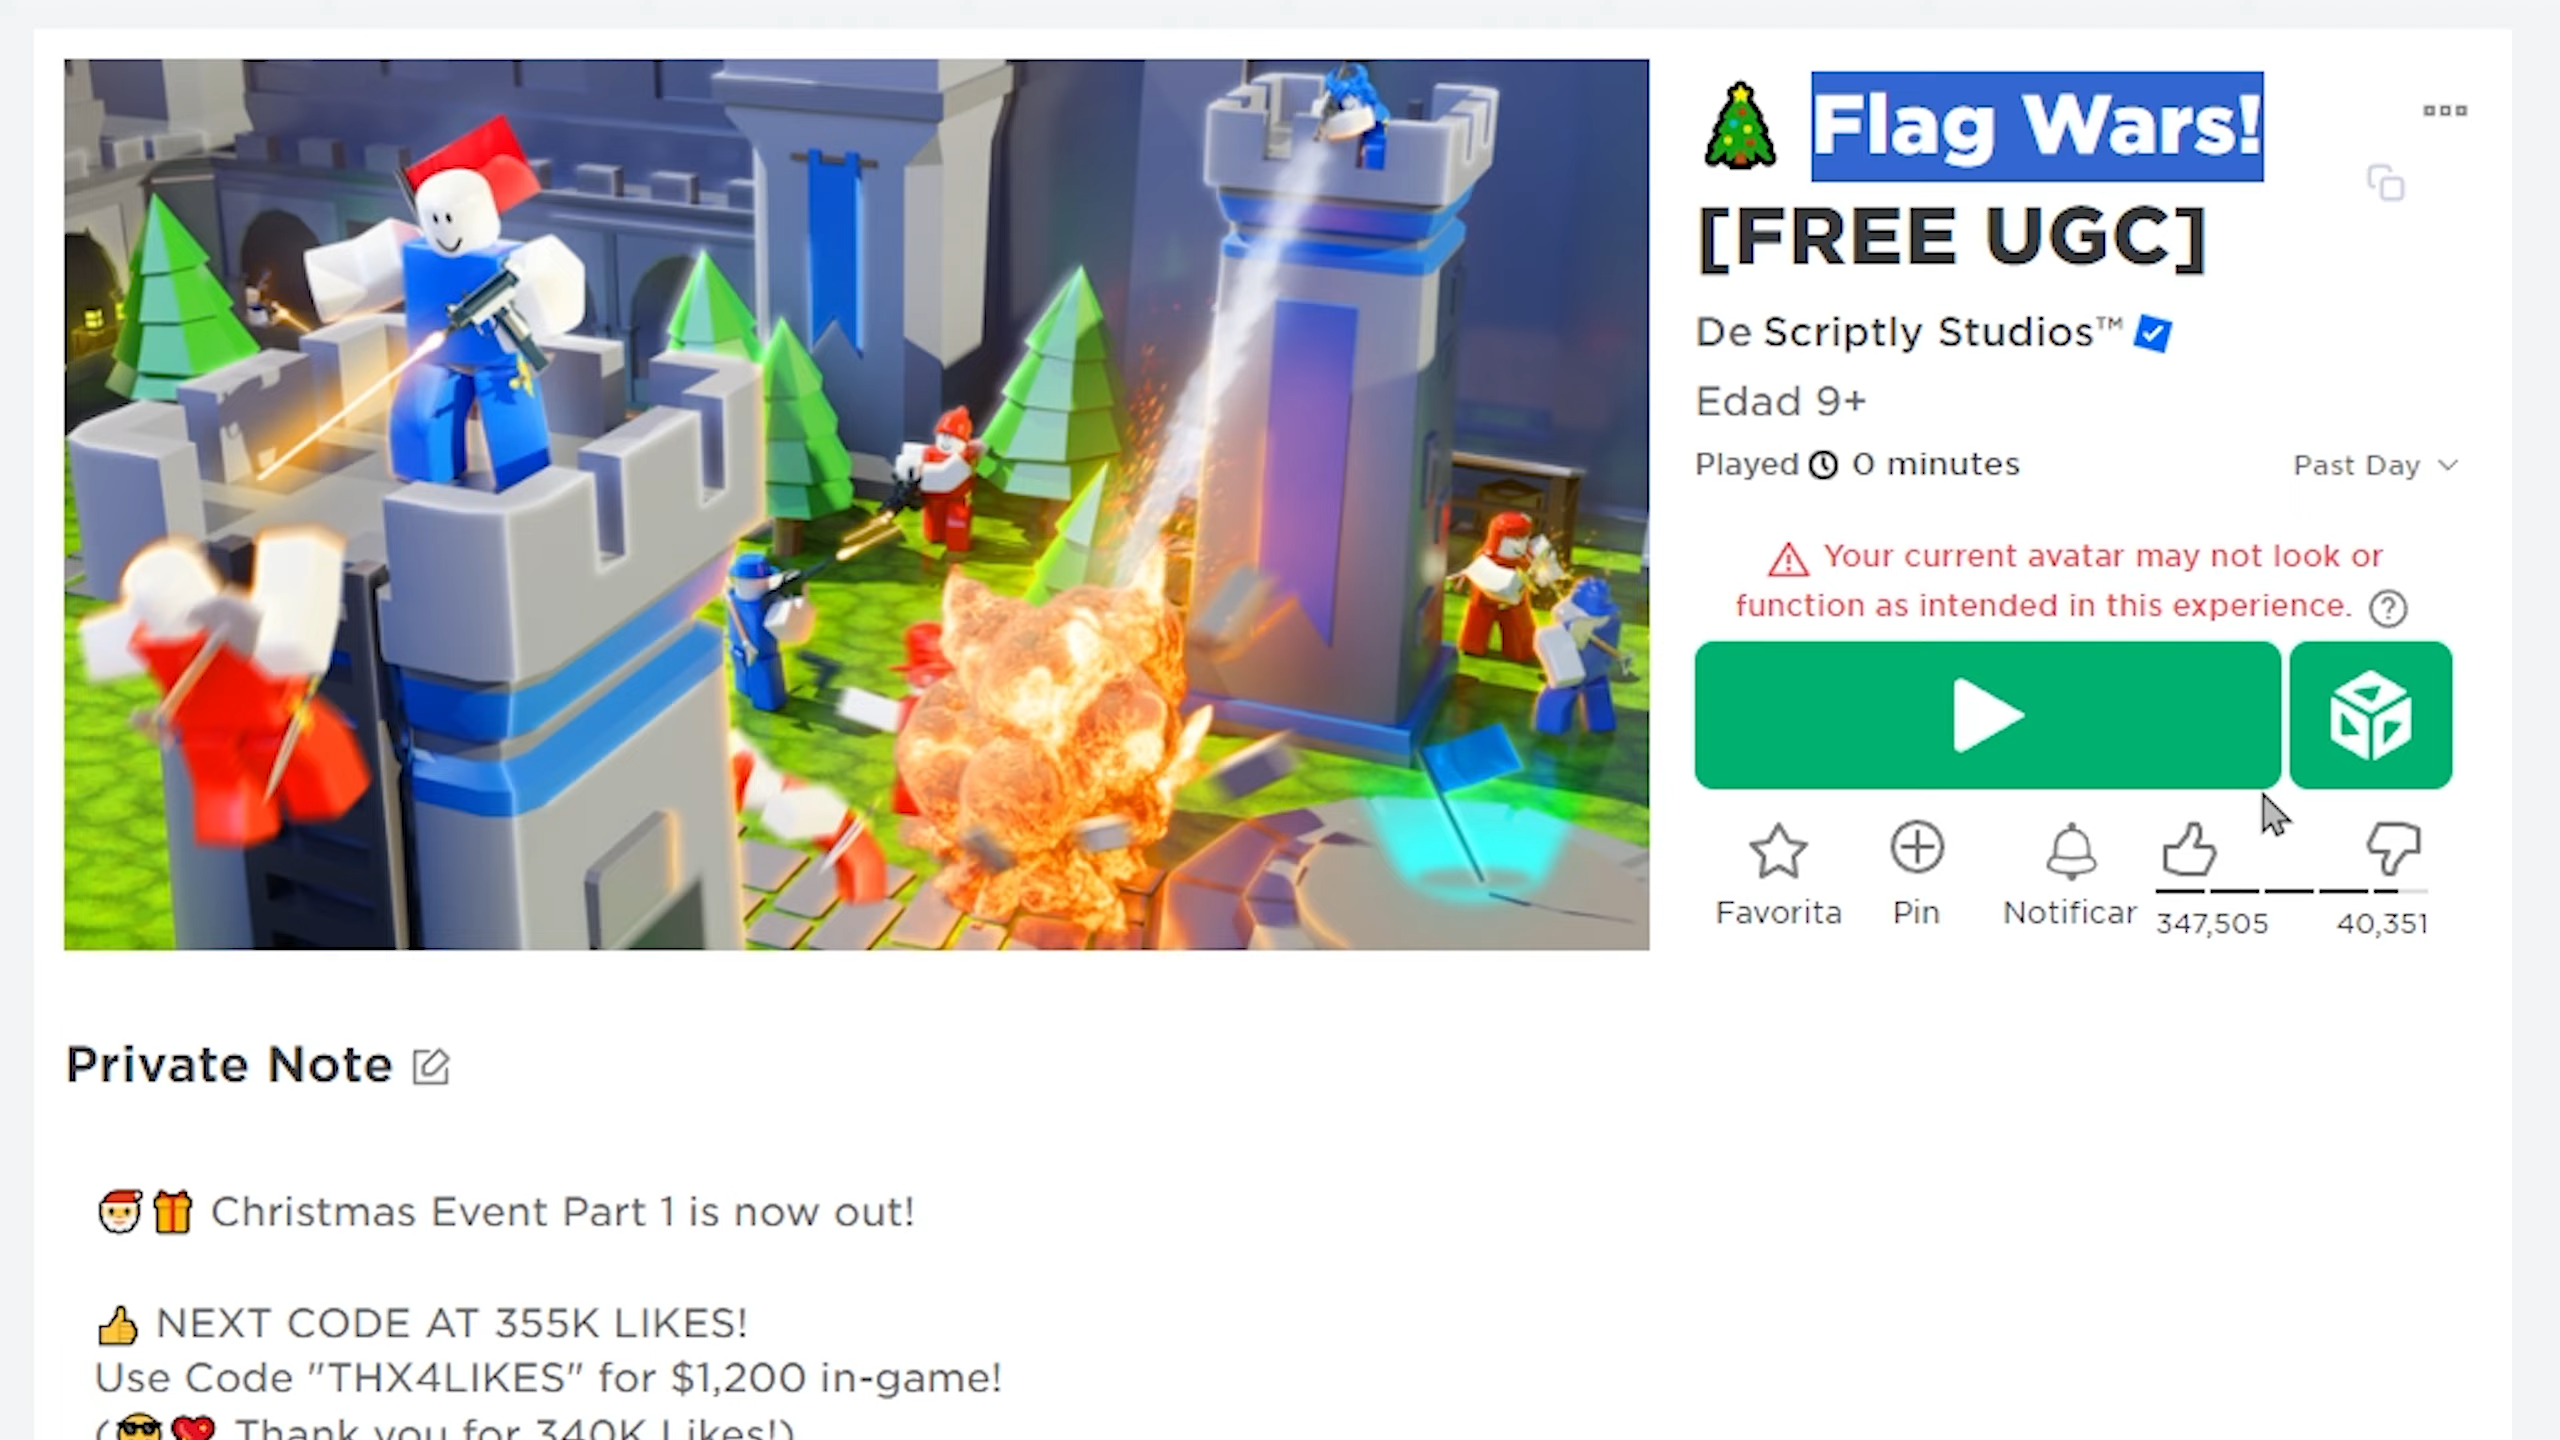 🎄 Flag Wars!
[FREE UGC]
De Scriptly Studios™
Edad 9+
Played 0 minutes
Past Day
Your current avatar may not look or
function as intended in this experience.
Favorita
Pin
Notificar
347,505
40,351
Private Note
🎅🎁 Christmas Event Part 1 is now out!
👍 NEXT CODE AT 355K LIKES!
Use Code "THX4LIKES" for $1,200 in-game!
(😎❤️ Thank you for 340K Likes!)